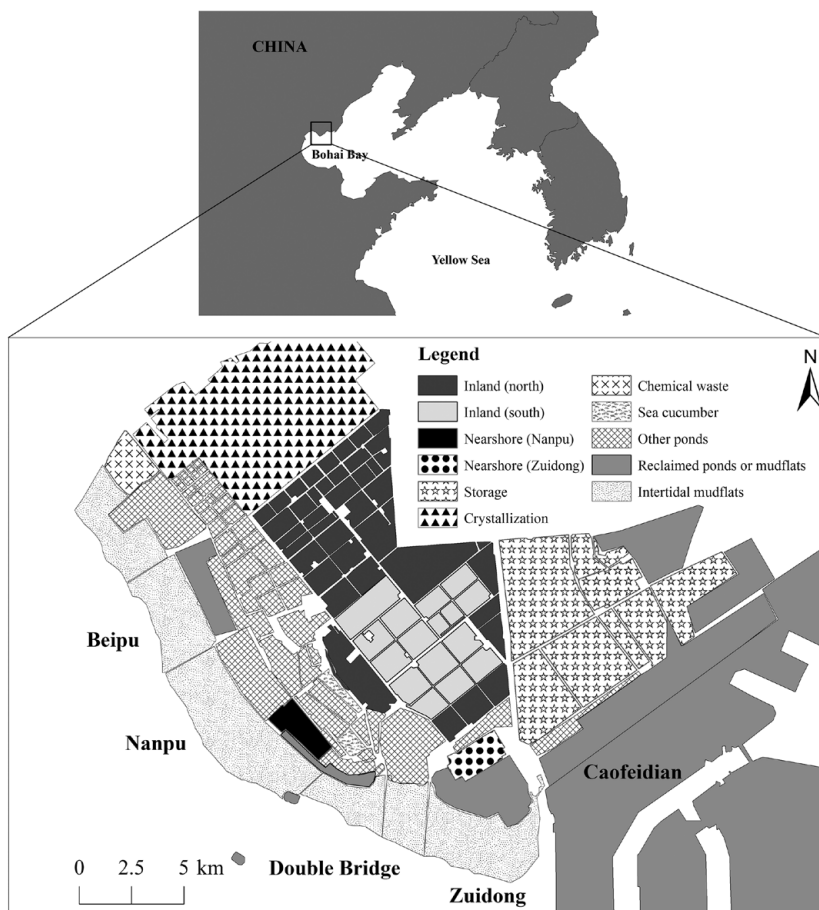 CHINA
Bohai Bay
Yellow Sea
Legend
N
Inland (north)
Inland (south)
Nearshore (Nanpu)
Nearshore (Zuidong)
Storage
Crystallization
Chemical waste
Sea cucumber
Other ponds
Reclaimed ponds or mudflats
Intertidal mudflats
Beipu
Nanpu
Caofeidian
0 2.5 5 km
Double Bridge
Zuidong